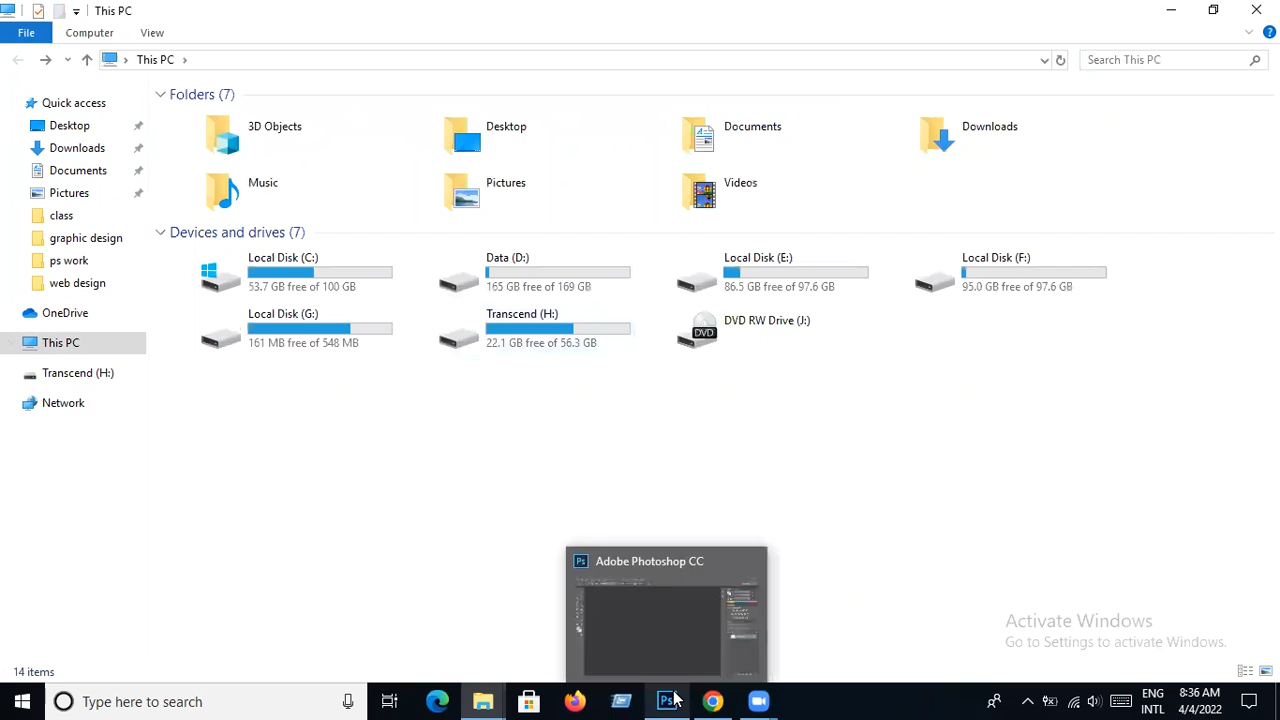 This PC
File
Computer
View
This PC
Search This PC
Quick access
Desktop
Downloads
Documents
Pictures
class
graphic design
ps work
web design
OneDrive
This PC
Transcend (H:)
Network
Folders (7)
3D Objects
Desktop
Documents
Downloads
Music
Pictures
Videos
Devices and drives (7)
Local Disk (C:)
53.7 GB free of 100 GB
Data (D:)
165 GB free of 169 GB
Local Disk (E:)
86.5 GB free of 97.6 GB
Local Disk (F:)
95.0 GB free of 97.6 GB
Local Disk (G:)
161 MB free of 548 MB
Transcend (H:)
22.1 GB free of 56.3 GB
DVD RW Drive (J:)
DVD
Ps Adobe Photoshop CC
Activate Windows
Go to Settings to activate Windows.
14 items
Type here to search
Ps
ENG
INTL
8:36 AM
4/4/2022